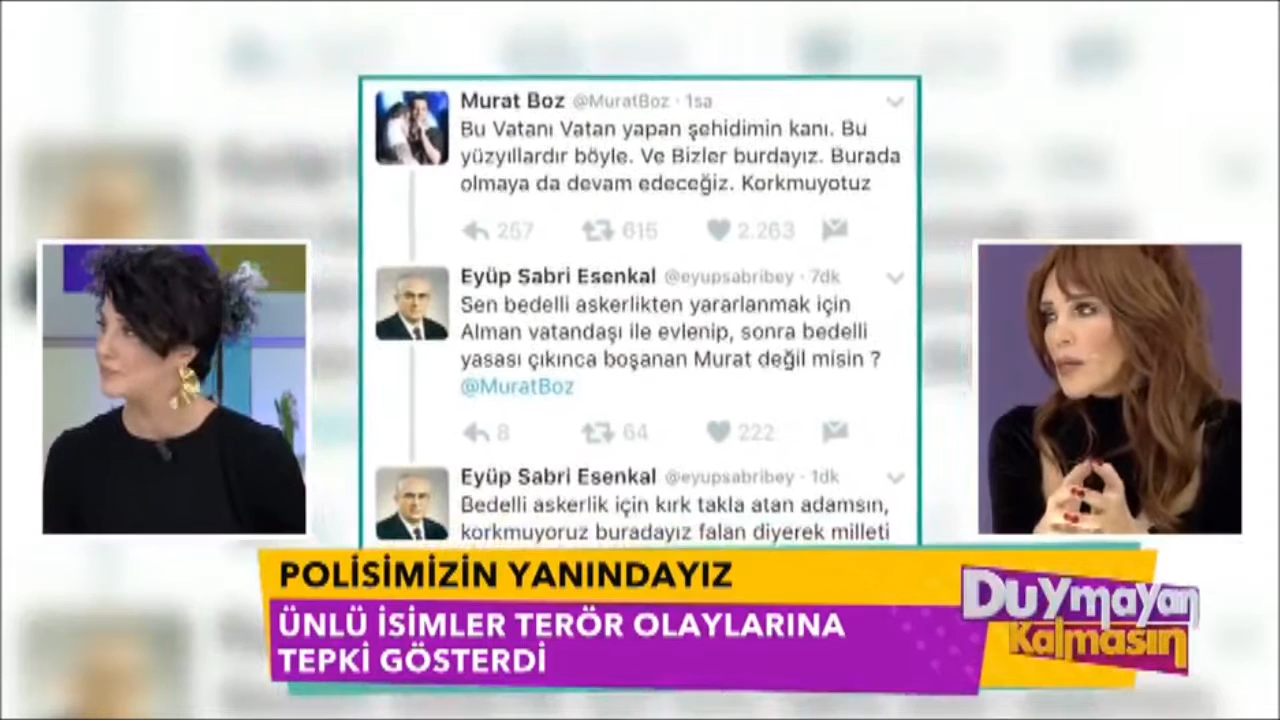 Murat Boz @MuratBoz · 1sa
Bu Vatanı Vatan yapan şehidimin kanı. Bu
yüzyıllardır böyle. Ve Bizler burdayız. Burada
olmaya da devam edeceğiz. Korkmuyotuz
257 615 2.263
Eyüp Sabri Esenkal @eyupsabribey · 7dk
Sen bedelli askerlikten yararlanmak için
Alman vatandaşı ile evlenip, sonra bedelli
yasası çıkınca boşanan Murat değil misin ?
@MuratBoz
8 64 222
Eyüp Sabri Esenkal @eyupsabribey · 1dk
Bedelli askerlik için kırk takla atan adamsın,
korkmuyoruz buradayız falan diyerek milleti
POLİSİMİZİN YANINDAYIZ
ÜNLÜ İSİMLER TERÖR OLAYLARINA
TEPKİ GÖSTERDİ
Duymayan
Kalmasın